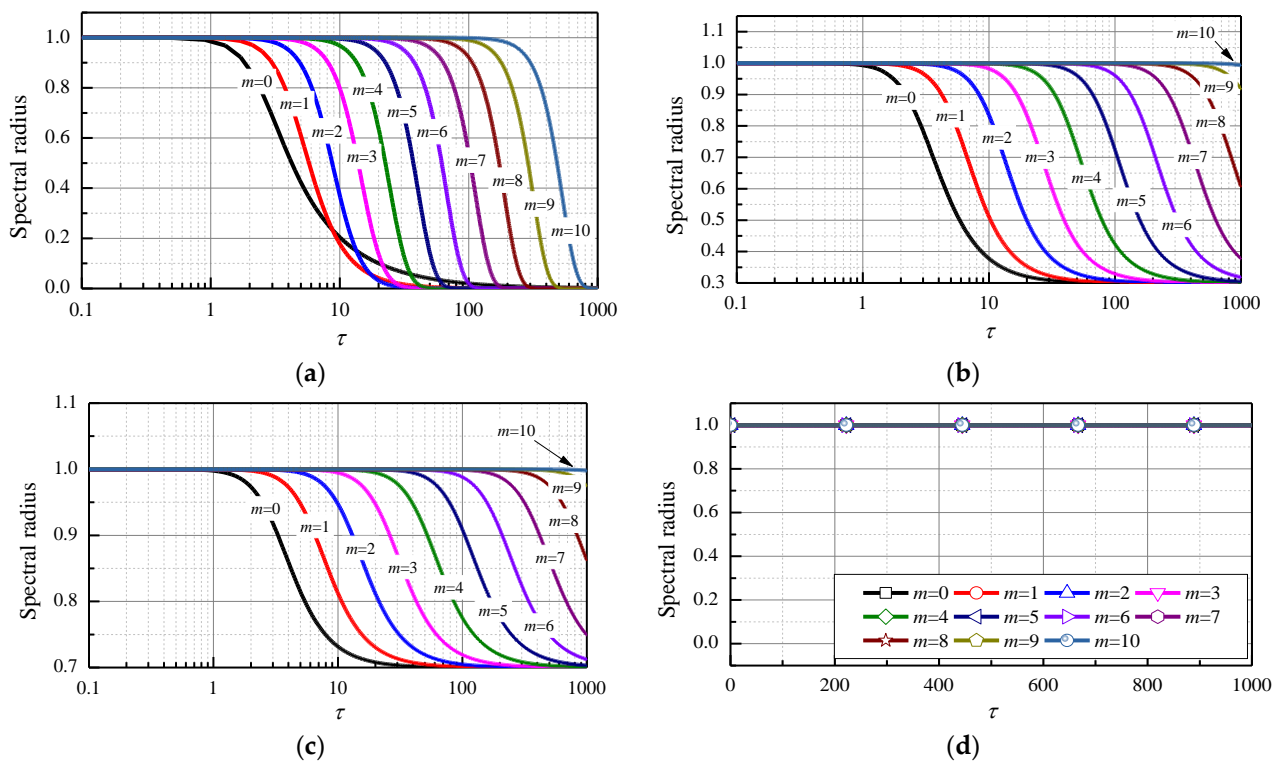 1.0
0.8
0.6
0.4
0.2
0.0
Spectral radius
m=0
m=1
m=2
m=3
m=4
m=5
m=6
m=7
m=8
m=9
m=10
0.1 1 10 100 1000
τ
(a)
1.1
1.0
0.9
0.8
0.7
0.6
0.5
0.4
0.3
Spectral radius
m=10
m=9
m=0
m=8
m=1
m=2
m=3
m=7
m=4
m=5
m=6
0.1 1 10 100 1000
τ
(b)
1.1
1.0
0.9
0.8
0.7
Spectral radius
m=10
m=9
m=0
m=8
m=1
m=2
m=7
m=3
m=4
m=5
m=6
0.1 1 10 100 1000
τ
(c)
1.0
0.8
0.6
0.4
0.2
0.0
Spectral radius
m=0 m=1 m=2 m=3
m=4 m=5 m=6 m=7
m=8 m=9 m=10
0 200 400 600 800 1000
τ
(d)